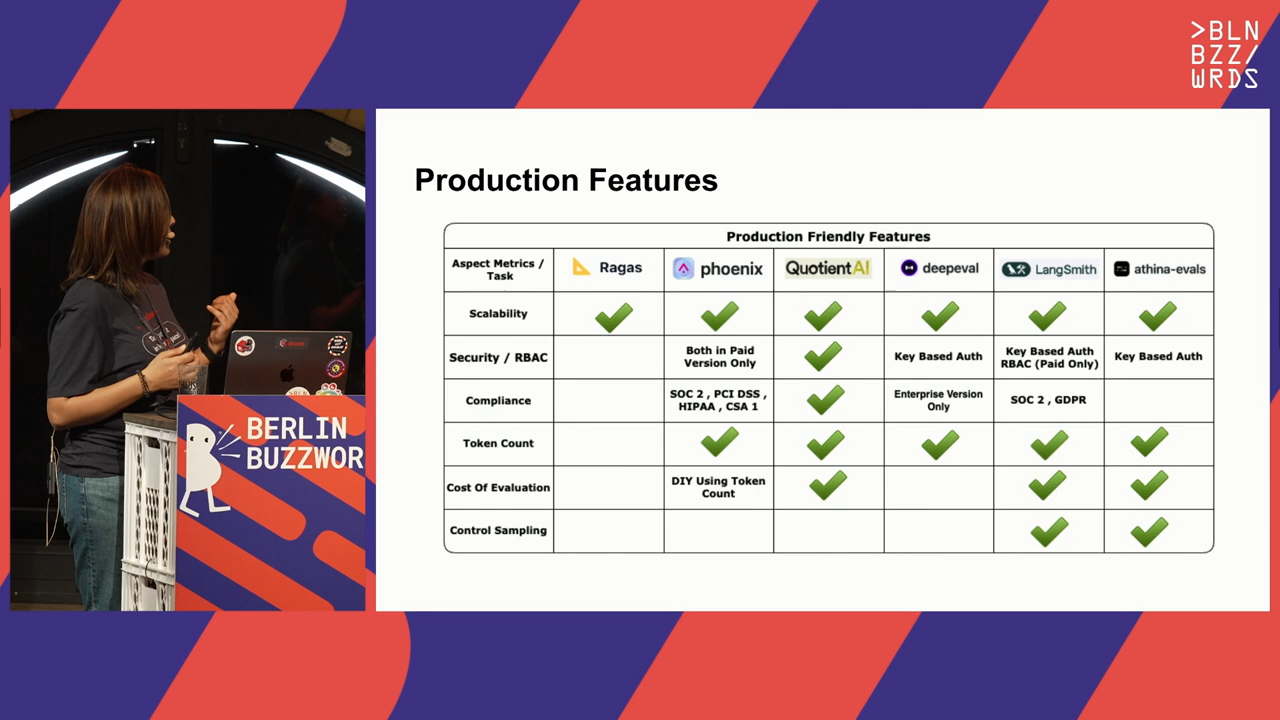 >BLN
BZZ/
WRDS
Production Features
Production Friendly Features
Aspect Metrics /
Task
Ragas
phoenix
QuotientAI
deepeval
LangSmith
athina-evals
Scalability
Security / RBAC
Both in Paid
Version Only
Key Based Auth
Key Based Auth
RBAC (Paid Only)
Key Based Auth
Compliance
SOC 2 , PCI DSS ,
HIPAA , CSA 1
Enterprise Version
Only
SOC 2 , GDPR
Token Count
Cost Of Evaluation
DIY Using Token
Count
Control Sampling
BERLIN
BUZZWOR